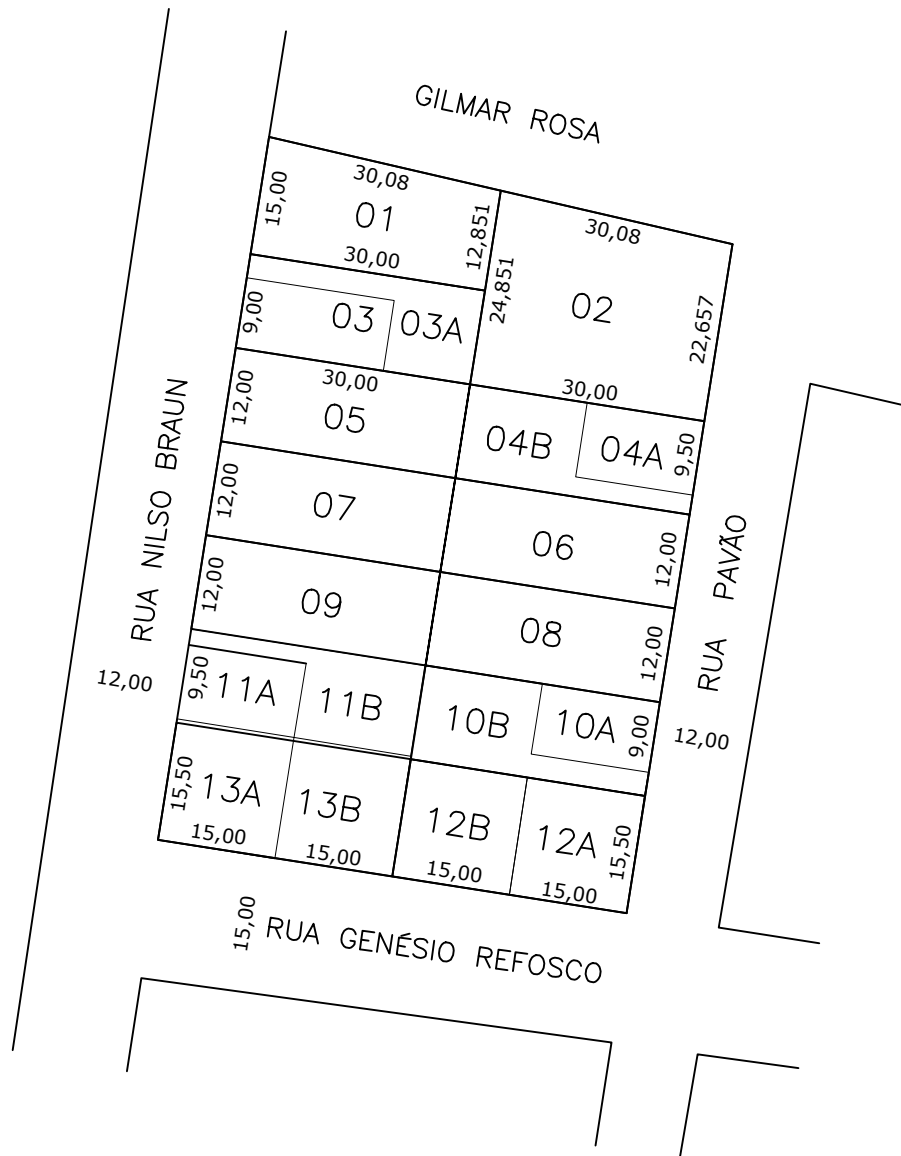 GILMAR ROSA
30,08
15,00
01
12,851
30,00
30,08
24,851
02
22,657
9,00
03
03A
30,00
30,00
12,00
05
04B
04A
9,50
RUA NILSO BRAUN
12,00
07
06
12,00
RUA PAVÃO
12,00
09
08
12,00
12,00
9,50
11A
11B
10B
10A
9,00
12,00
15,50
13A
13B
12B
12A
15,50
15,00
15,00
15,00
15,00
15,00
RUA GENÉSIO REFOSCO